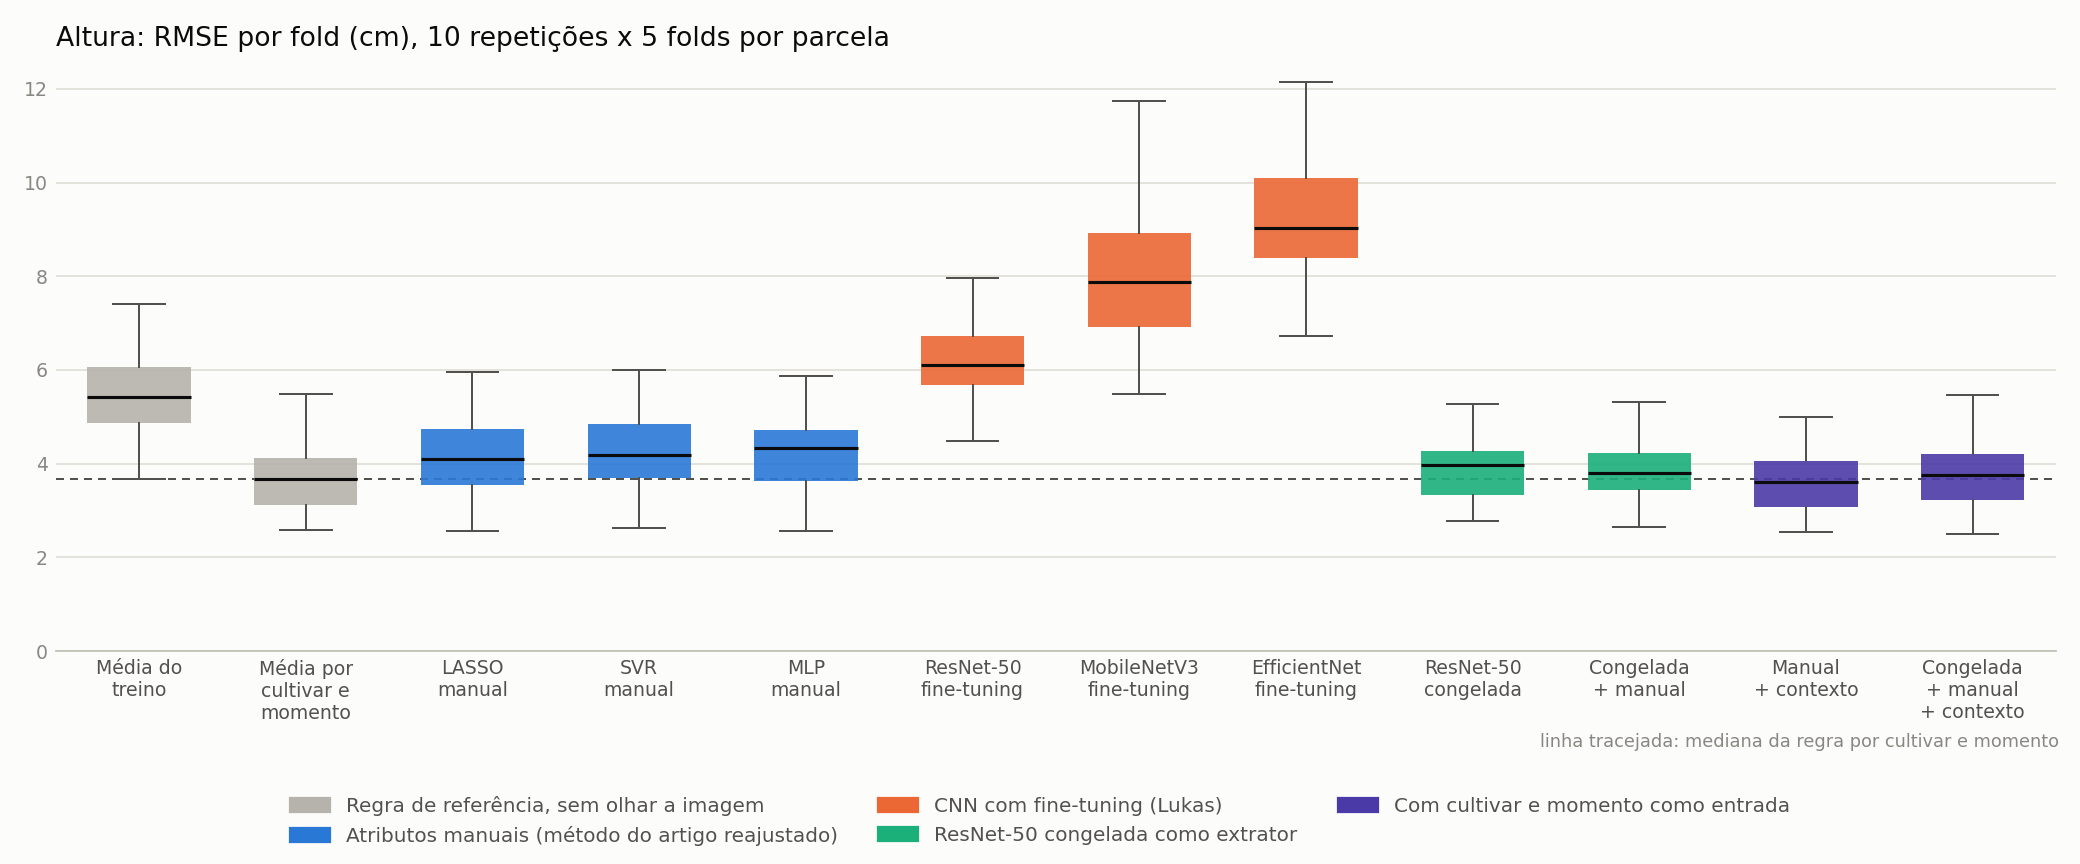 Altura: RMSE por fold (cm), 10 repetições x 5 folds por parcela
12
10
8
6
4
2
0
Média do
treino
Média por
cultivar e
momento
LASSO
manual
SVR
manual
MLP
manual
ResNet-50
fine-tuning
MobileNetV3
fine-tuning
EfficientNet
fine-tuning
ResNet-50
congelada
Congelada
+ manual
Manual
+ contexto
Congelada
+ manual
+ contexto
linha tracejada: mediana da regra por cultivar e momento
Regra de referência, sem olhar a imagem
Atributos manuais (método do artigo reajustado)
CNN com fine-tuning (Lukas)
ResNet-50 congelada como extrator
Com cultivar e momento como entrada